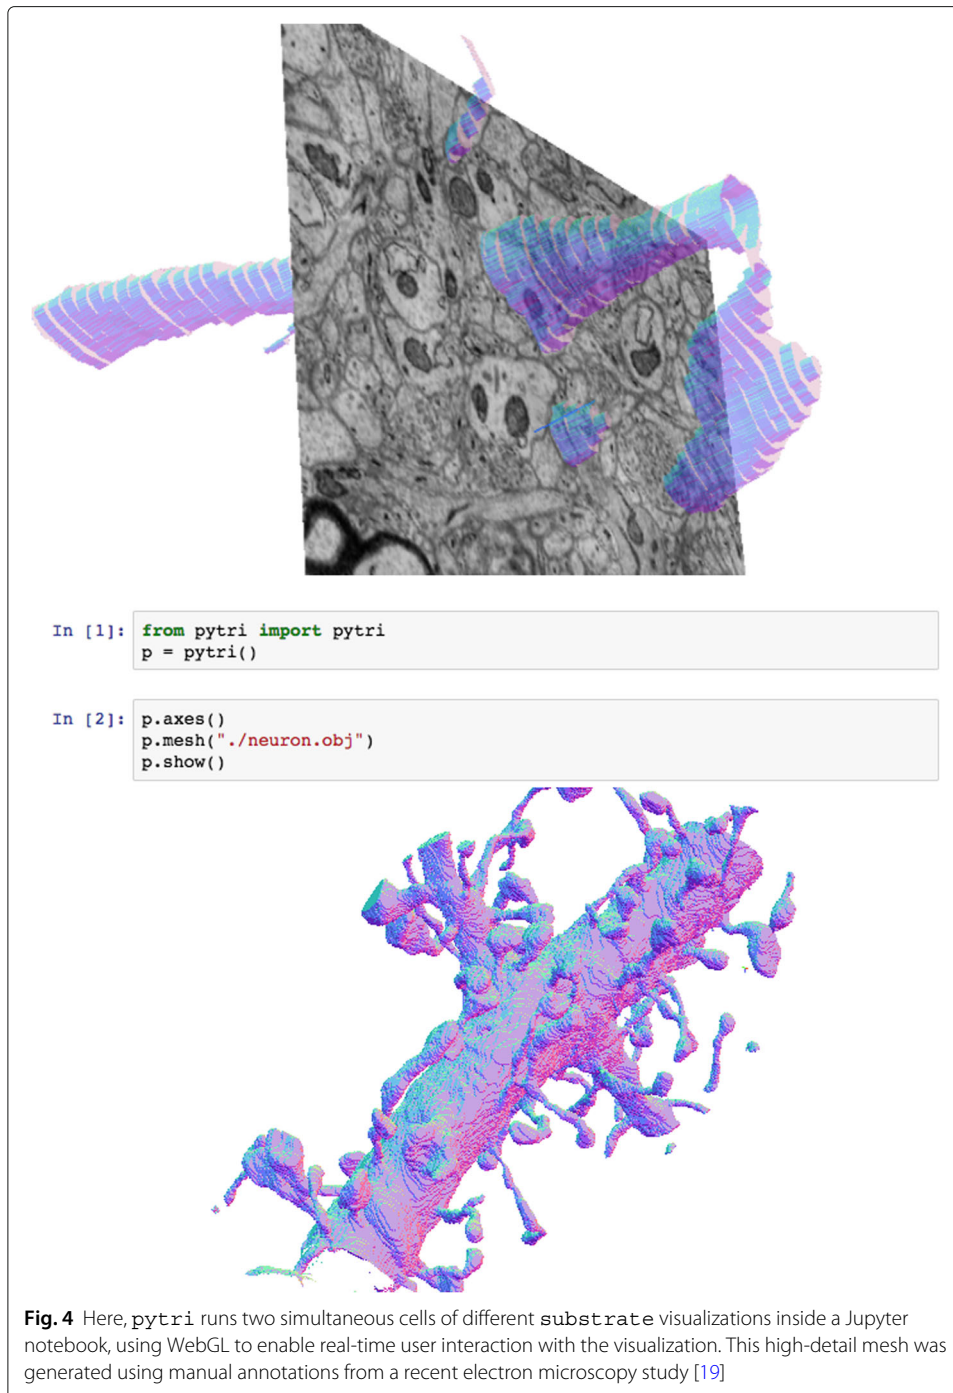 In [1]: from pytri import pytri
p = pytri()
In [2]: p.axes()
p.mesh("./neuron.obj")
p.show()
Fig. 4 Here, pytri runs two simultaneous cells of different substrate visualizations inside a Jupyter
notebook, using WebGL to enable real-time user interaction with the visualization. This high-detail mesh was
generated using manual annotations from a recent electron microscopy study [19]